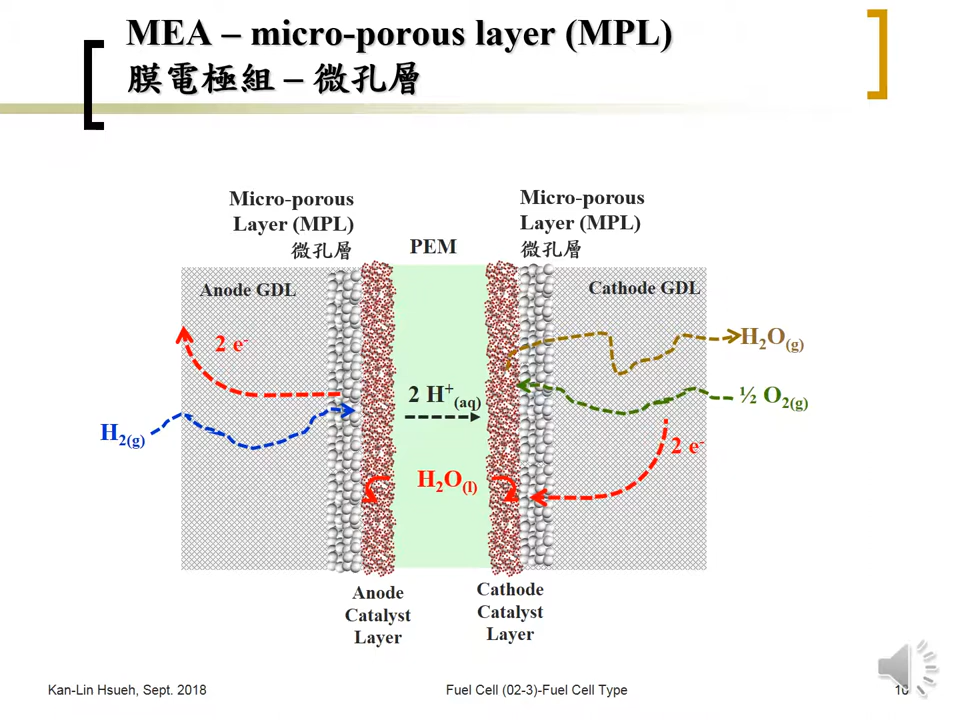 MEA – micro-porous layer (MPL)
膜電極組 – 微孔層
Micro-porous
Layer (MPL)
微孔層
PEM
Micro-porous
Layer (MPL)
微孔層
Anode GDL
Cathode GDL
2 e⁻
H₂O₍g₎
2 H⁺₍aq₎
½ O₂₍g₎
H₂₍g₎
2 e⁻
H₂O₍l₎
Anode
Catalyst
Layer
Cathode
Catalyst
Layer
Kan-Lin Hsueh, Sept. 2018
Fuel Cell (02-3)-Fuel Cell Type